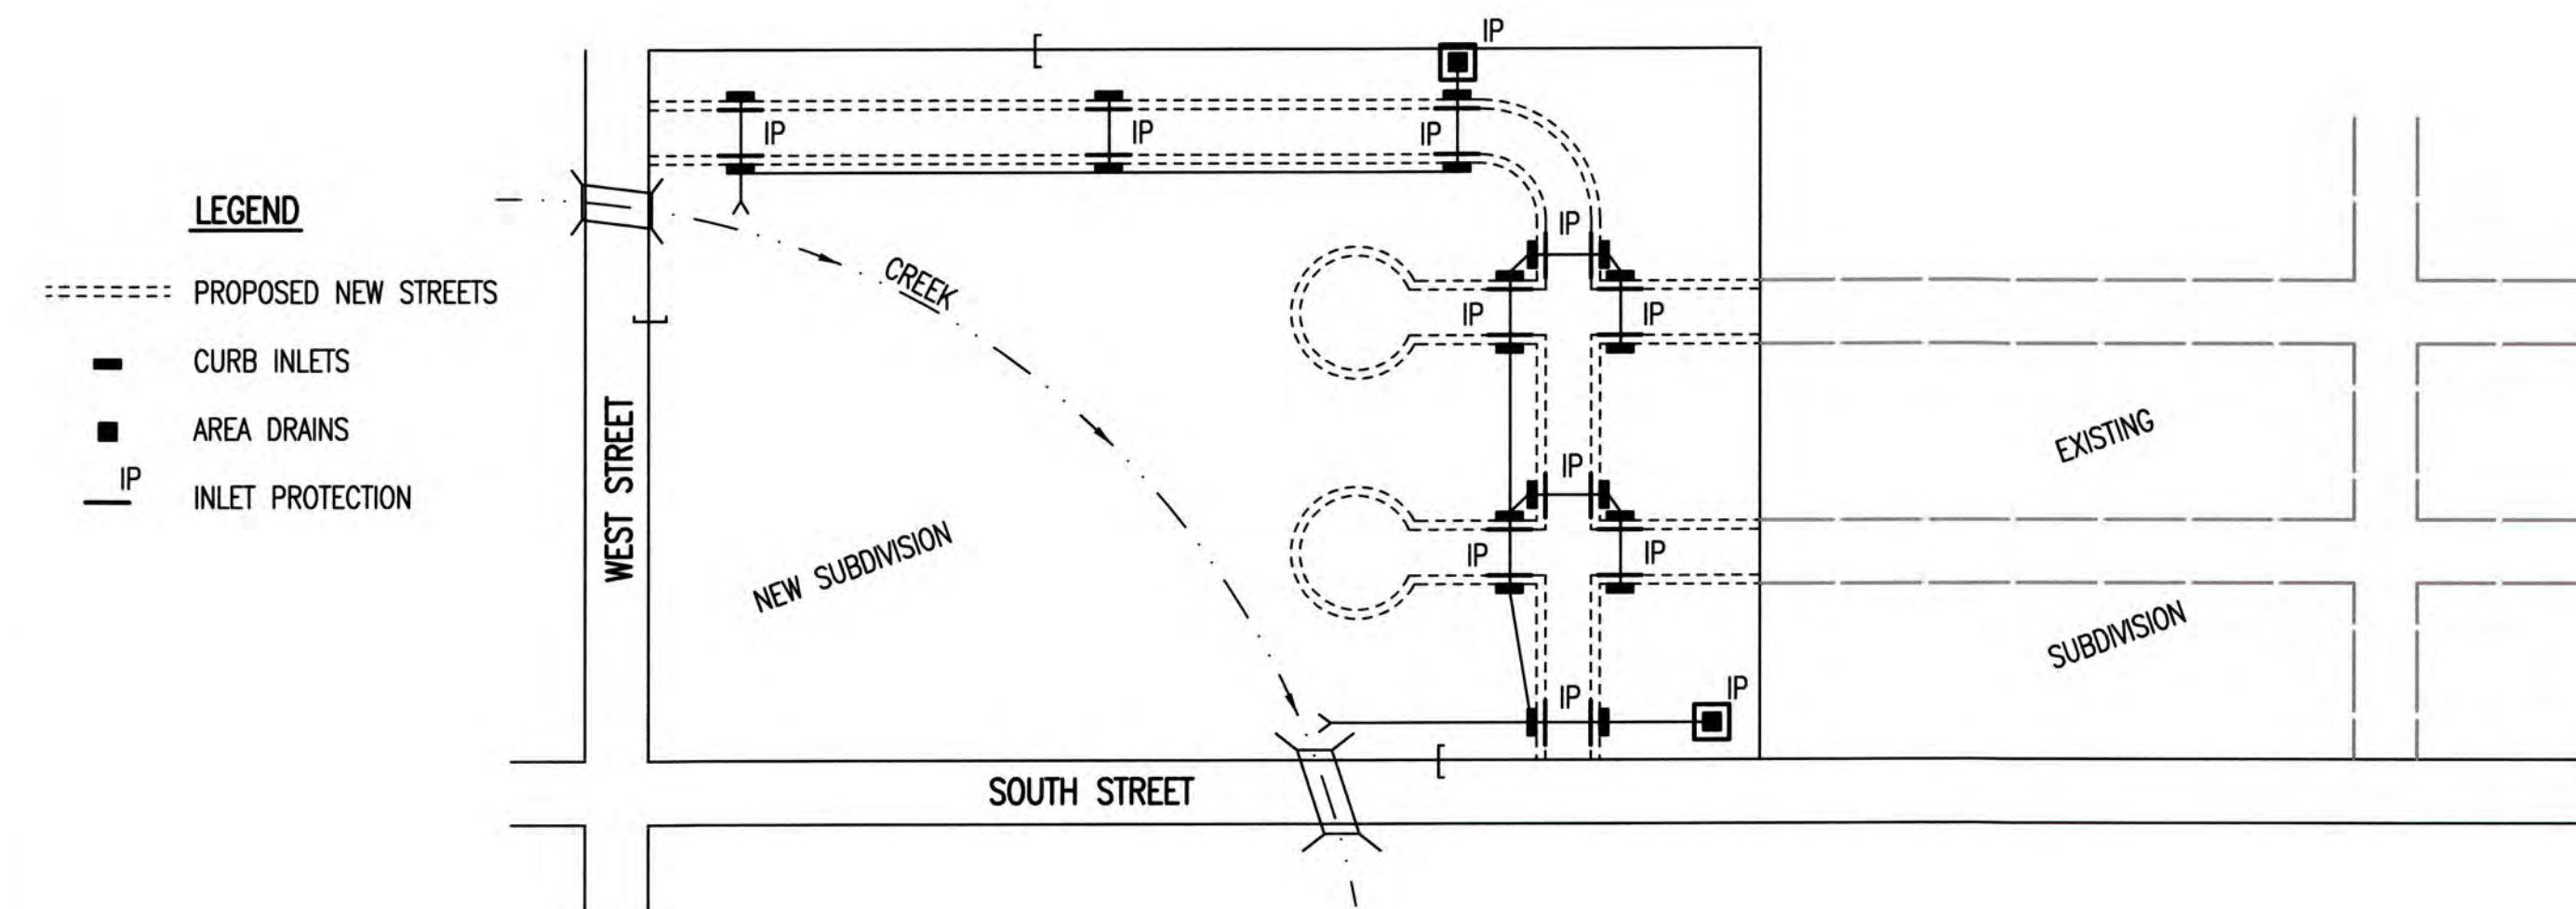 IP
IP
IP
IP
LEGEND
PROPOSED NEW STREETS
CURB INLETS
AREA DRAINS
IP
INLET PROTECTION
WEST STREET
CREEK
NEW SUBDIVISION
IP
IP
IP
IP
IP
IP
IP
IP
EXISTING
SUBDIVISION
SOUTH STREET